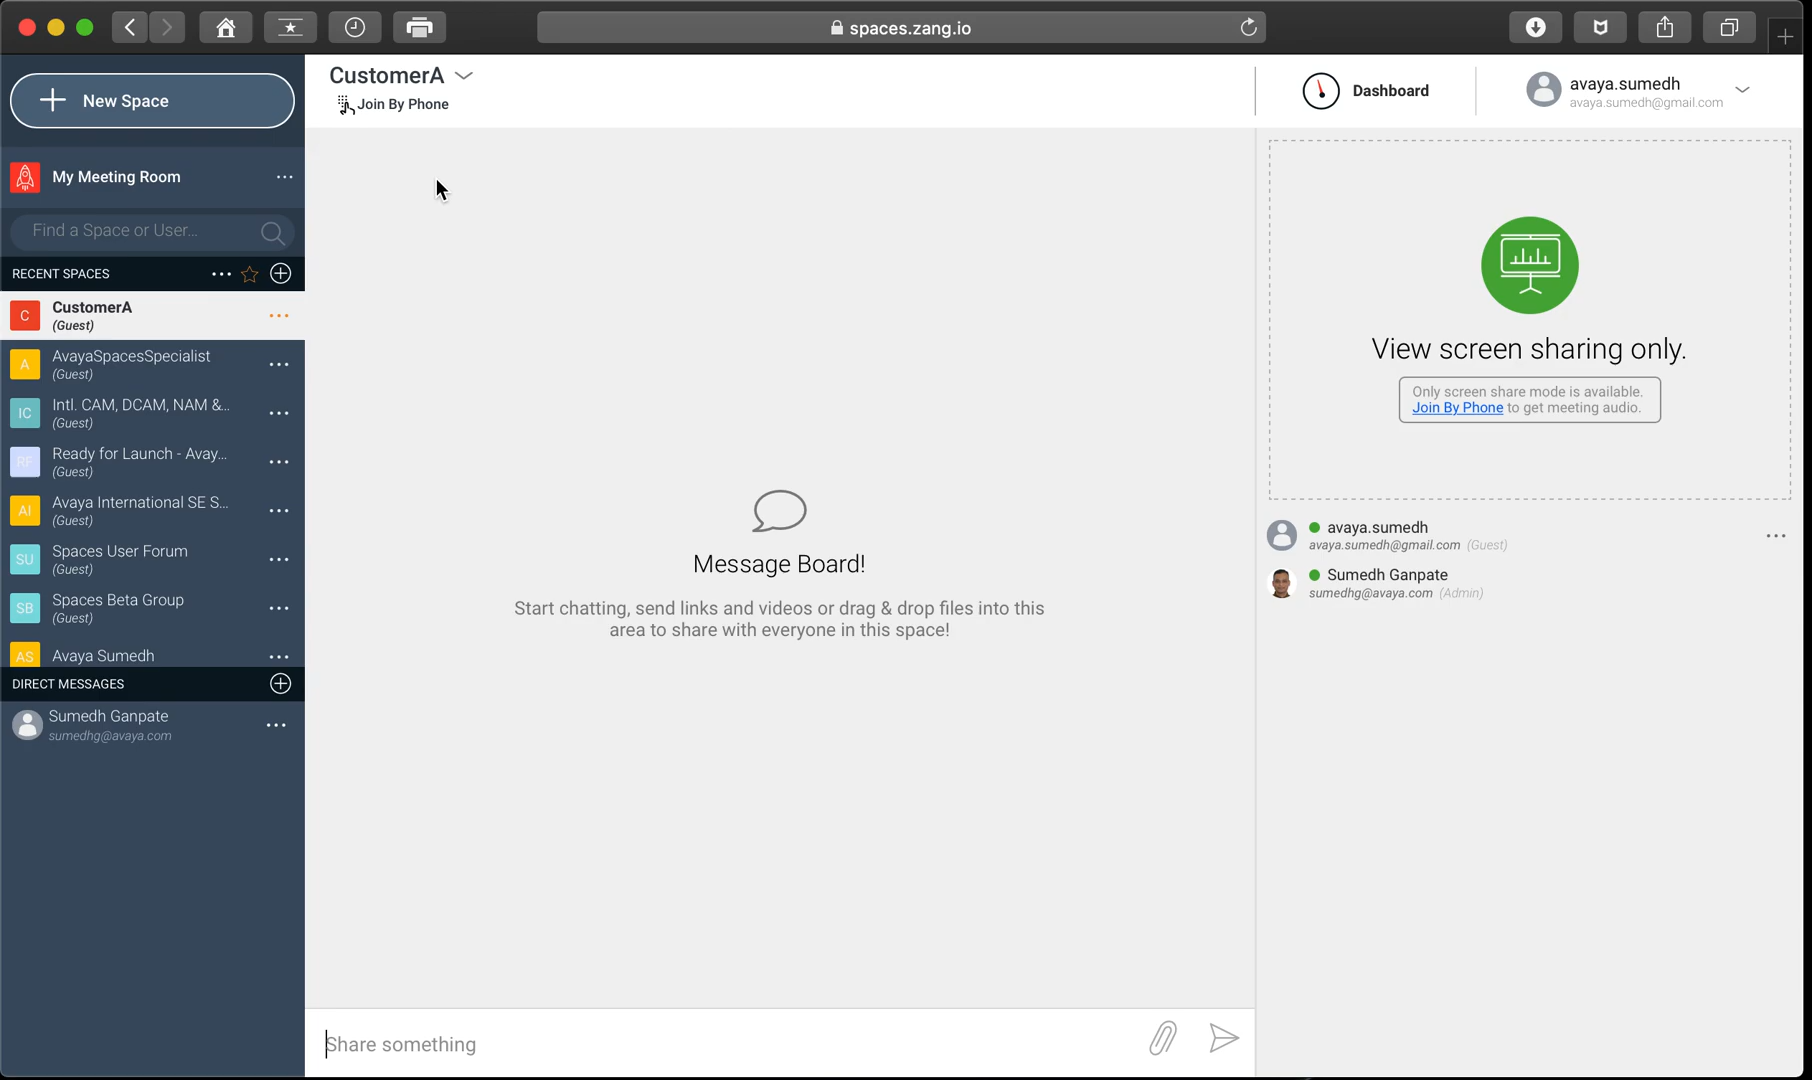 spaces.zang.io
New Space
My Meeting Room
Find a Space or User...
RECENT SPACES
C
CustomerA
(Guest)
A
AvayaSpacesSpecialist
(Guest)
IC
Intl. CAM, DCAM, NAM &...
(Guest)
RF
Ready for Launch - Avay...
(Guest)
AI
Avaya International SE S...
(Guest)
SU
Spaces User Forum
(Guest)
SB
Spaces Beta Group
(Guest)
AS
Avaya Sumedh
DIRECT MESSAGES
Sumedh Ganpate
sumedhg@avaya.com
CustomerA
Join By Phone
Message Board!
Start chatting, send links and videos or drag & drop files into this
area to share with everyone in this space!
Share something
Dashboard
avaya.sumedh
avaya.sumedh@gmail.com
View screen sharing only.
Only screen share mode is available.
Join By Phone to get meeting audio.
avaya.sumedh
avaya.sumedh@gmail.com (Guest)
Sumedh Ganpate
sumedhg@avaya.com (Admin)